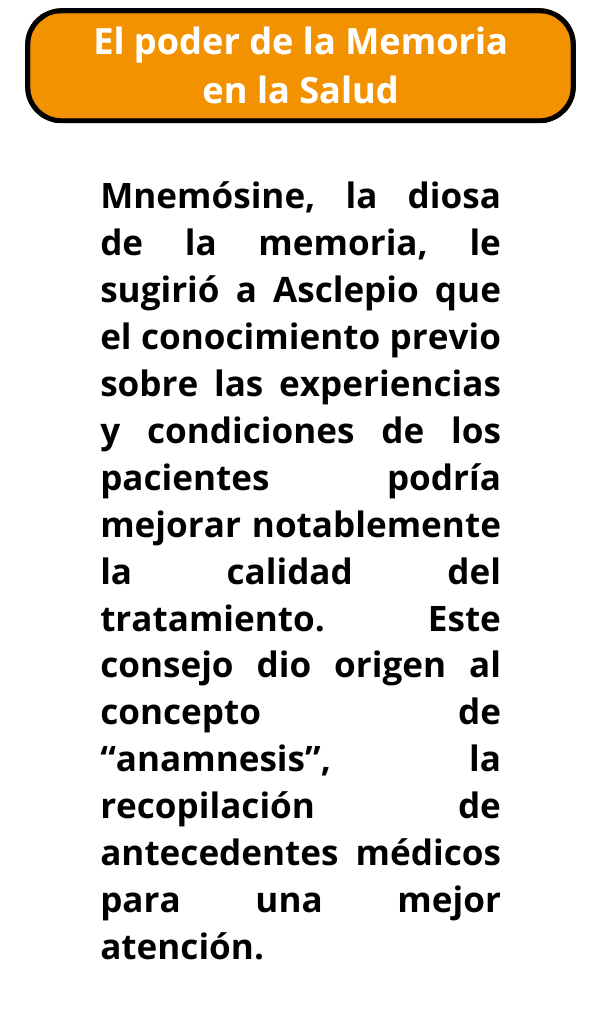 El poder de la Memoria
en la Salud
Mnemósine, la diosa
de la memoria, le
sugirió a Asclepio que
el conocimiento previo
sobre las experiencias
y condiciones de los
pacientes podría
mejorar notablemente
la calidad del
tratamiento. Este
consejo dio origen al
concepto de
“anamnesis”, la
recopilación de
antecedentes médicos
para una mejor
atención.